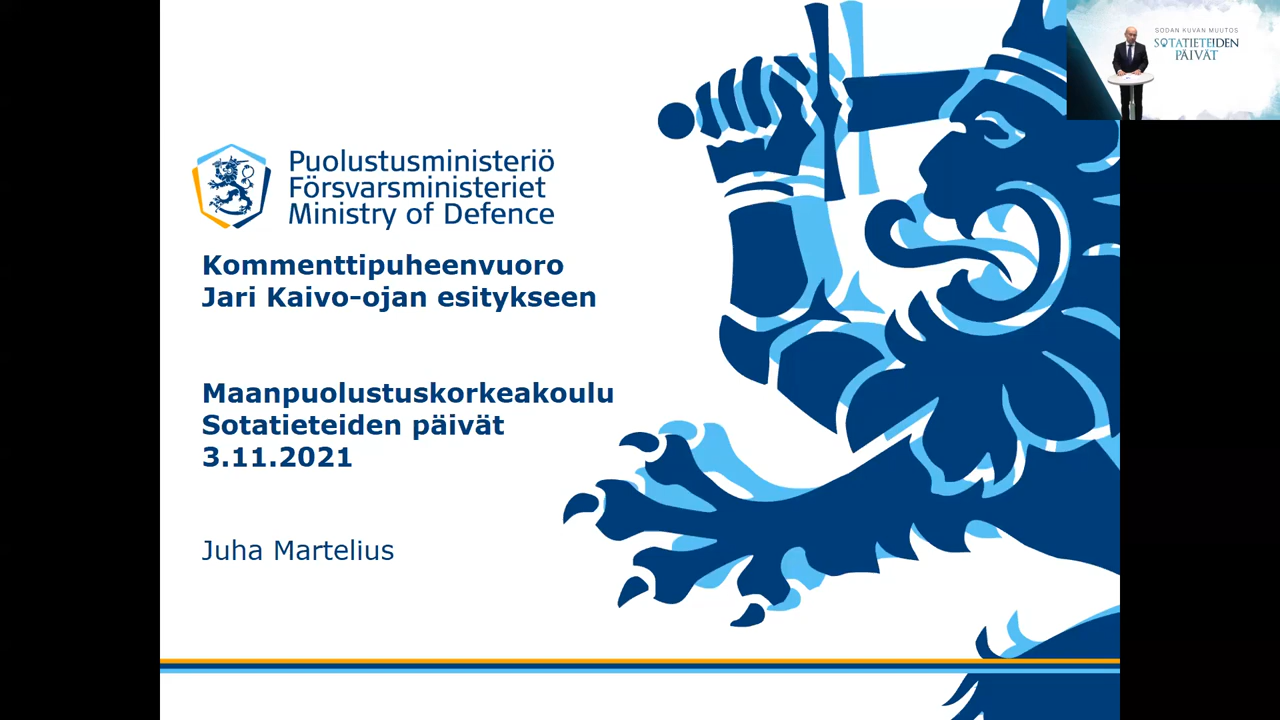 SODAN KUVAN MUUTOS
SOTATIETEIDEN
PÄIVÄT
Puolustusministeriö
Försvarsministeriet
Ministry of Defence
Kommenttipuheenvuoro
Jari Kaivo-ojan esitykseen
Maanpuolustuskorkeakoulu
Sotatieteiden päivät
3.11.2021
Juha Martelius